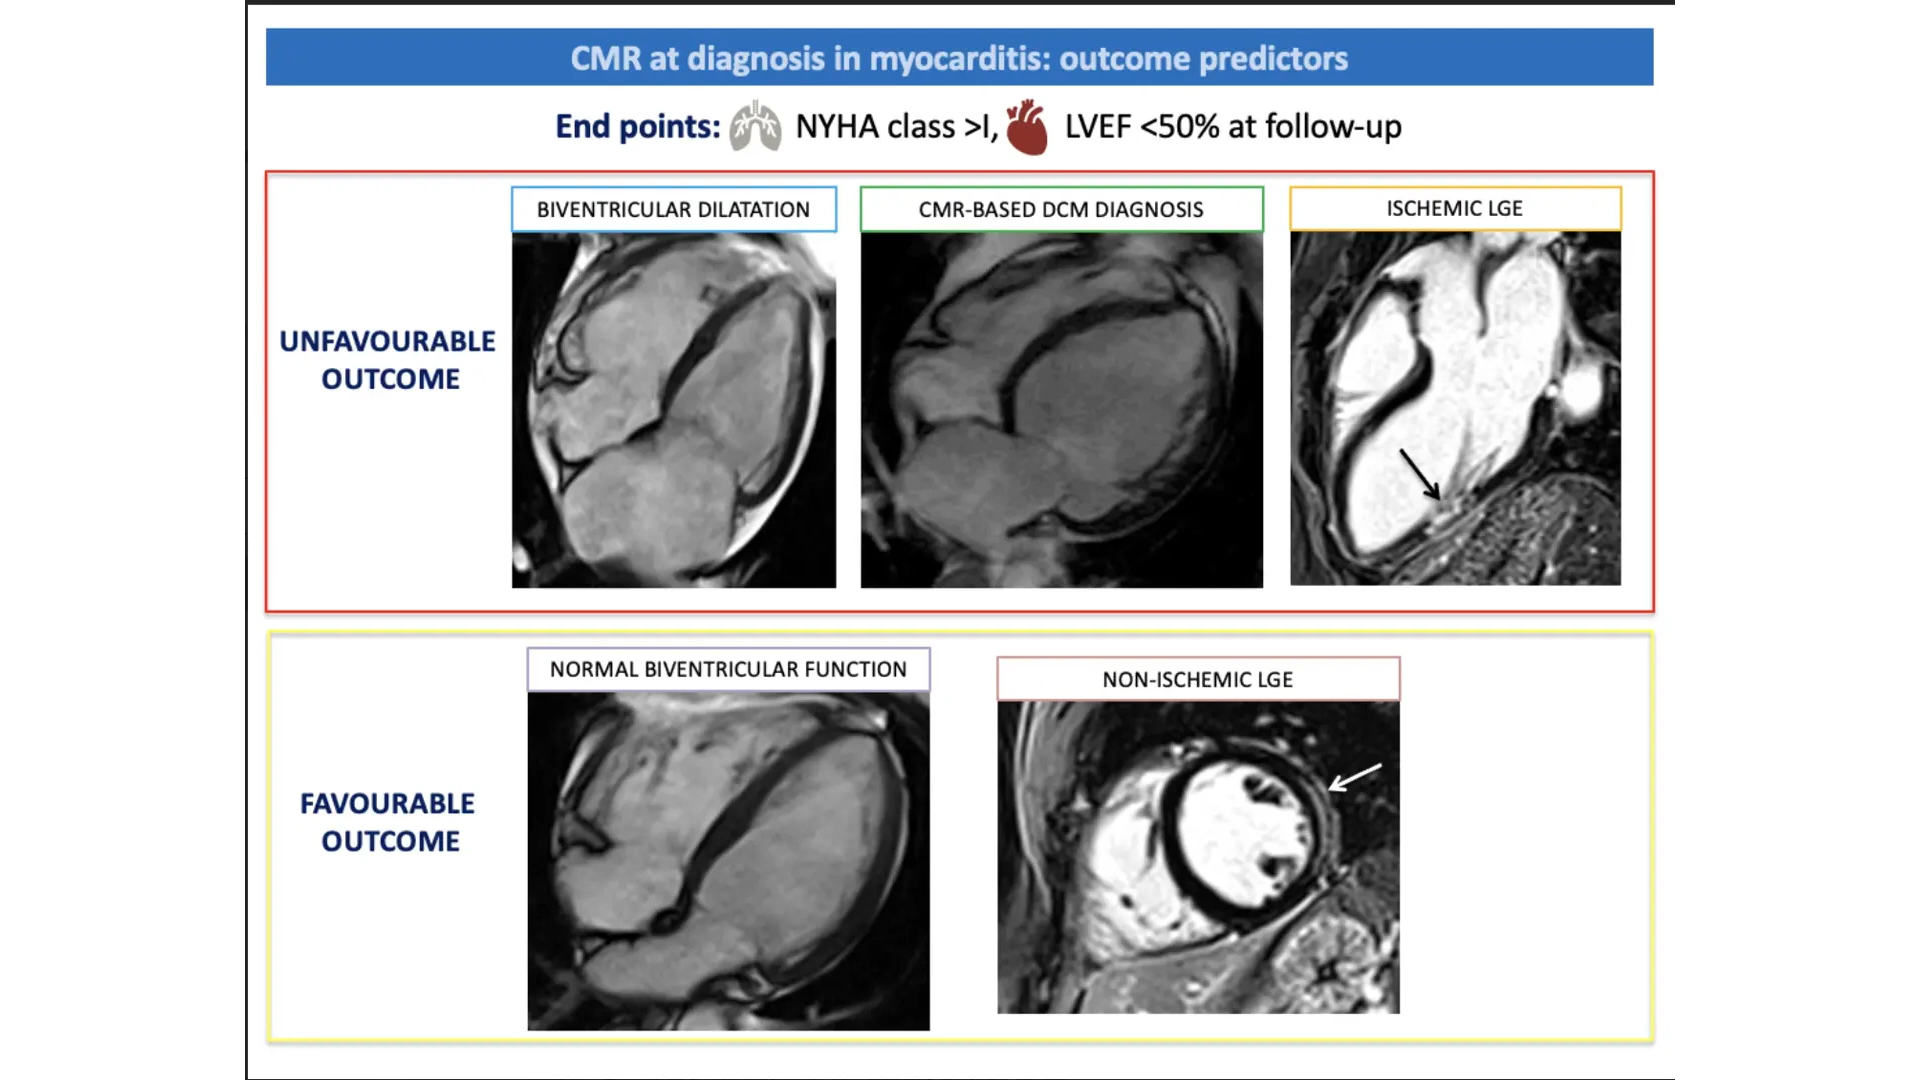 CMR at diagnosis in myocarditis: outcome predictors
End points: NYHA class >I, LVEF <50% at follow-up
UNFAVOURABLE
OUTCOME
BIVENTRICULAR DILATATION
CMR-BASED DCM DIAGNOSIS
ISCHEMIC LGE
FAVOURABLE
OUTCOME
NORMAL BIVENTRICULAR FUNCTION
NON-ISCHEMIC LGE